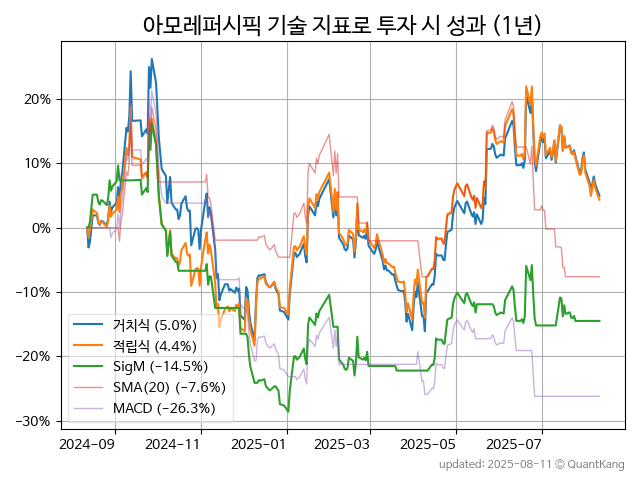 아모레퍼시픽 기술 지표로 투자 시 성과 (1년)
20%
10%
0%
−10%
−20%
−30%
거치식 (5.0%)
적립식 (4.4%)
SigM (−14.5%)
SMA(20) (−7.6%)
MACD (−26.3%)
2024−09
2024−11
2025−01
2025−03
2025−05
2025−07
updated: 2025-08-11 © QuantKang